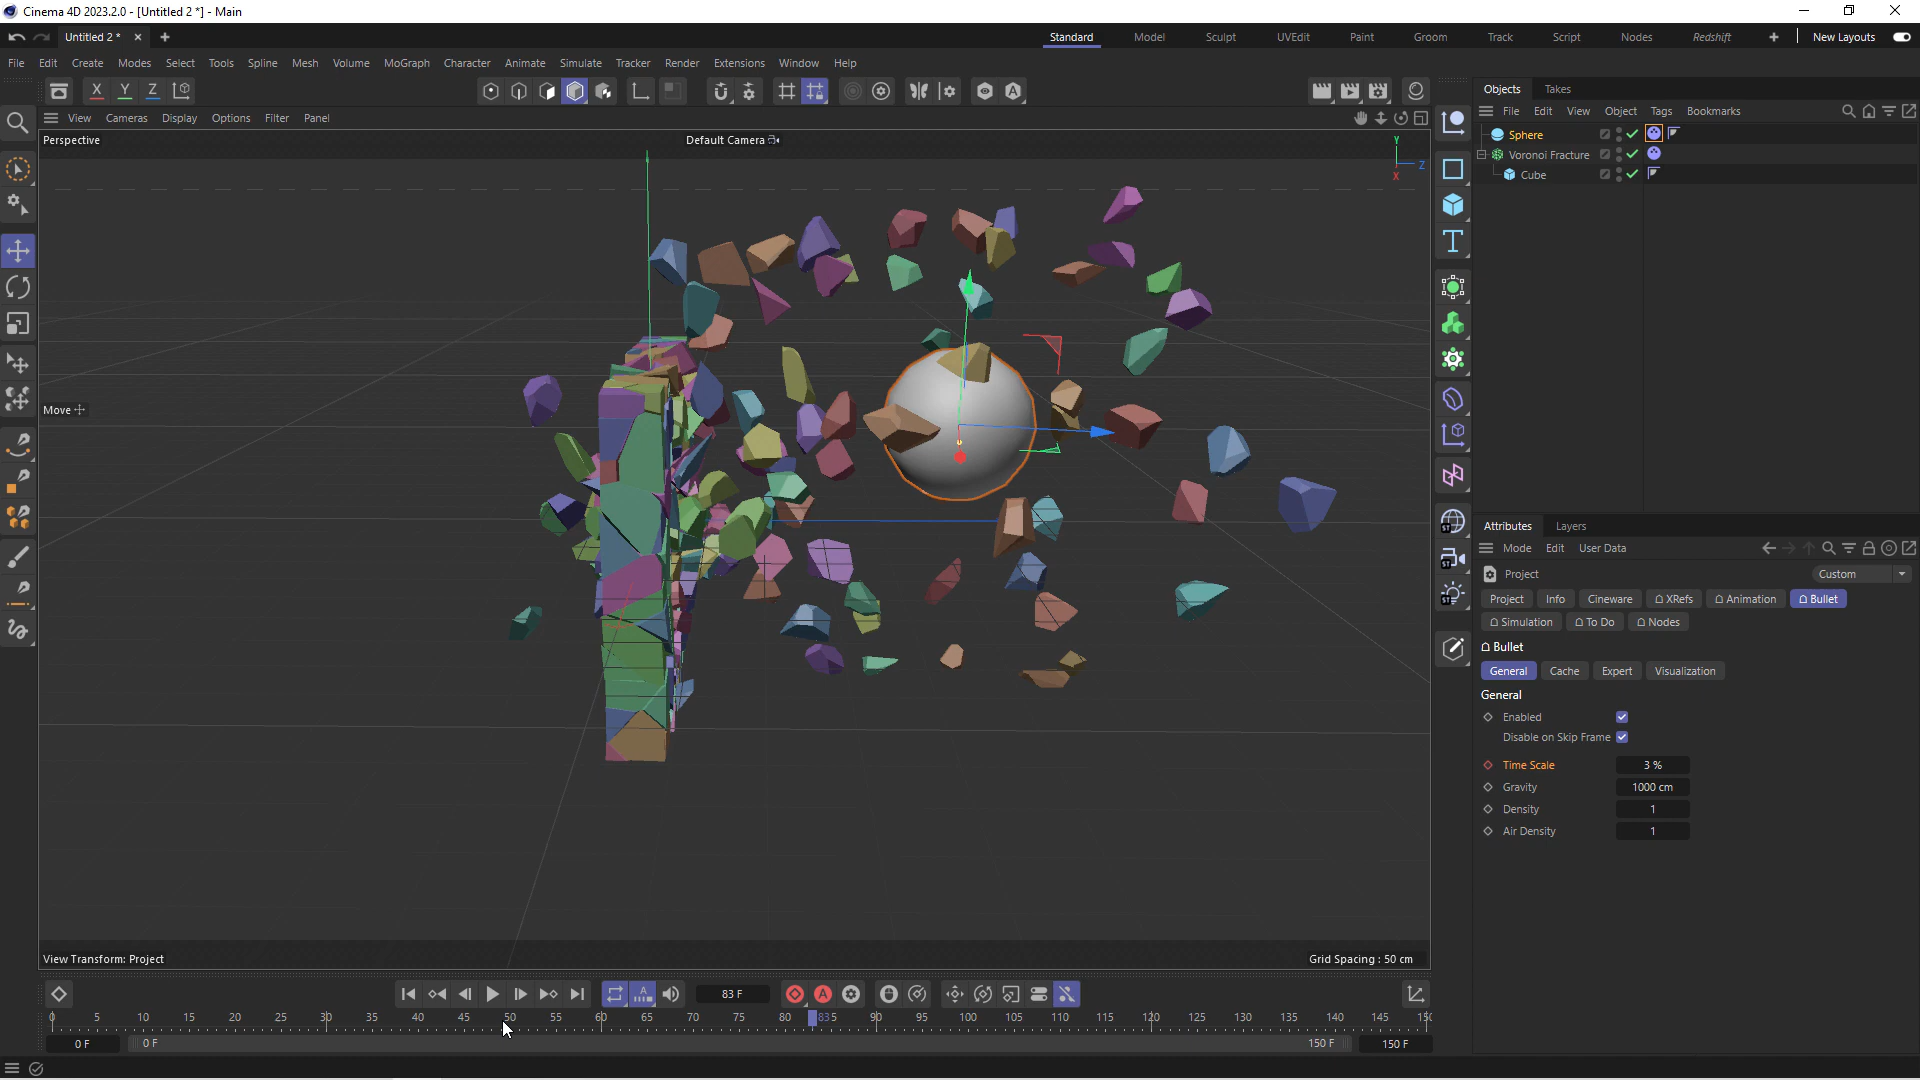 Cinema 4D 2023.2.0 - [Untitled 2 *] - Main
Untitled 2 *
Standard Model Sculpt UVEdit Paint Groom Track Script Nodes Redshift New Layouts
File Edit Create Modes Select Tools Spline Mesh Volume MoGraph Character Animate Simulate Tracker Render Extensions Window Help
X Y Z
Objects Takes
File Edit View Object Tags Bookmarks
View Cameras Display Options Filter Panel
Perspective
Default Camera
Y
Z
X
Sphere
Voronoi Fracture
Cube
Move
Attributes Layers
Mode Edit User Data
Project
Custom
Project Info Cineware XRefs Animation Bullet
Simulation To Do Nodes
Bullet
General Cache Expert Visualization
General
Enabled
Disable on Skip Frame
Time Scale 3 %
Gravity 1000 cm
Density 1
Air Density 1
View Transform: Project
Grid Spacing : 50 cm
83 F
0 5 10 15 20 25 30 35 40 45 50 55 60 65 70 75 80 835 90 95 100 105 110 115 120 125 130 135 140 145 150
0 F
0 F
150 F
150 F